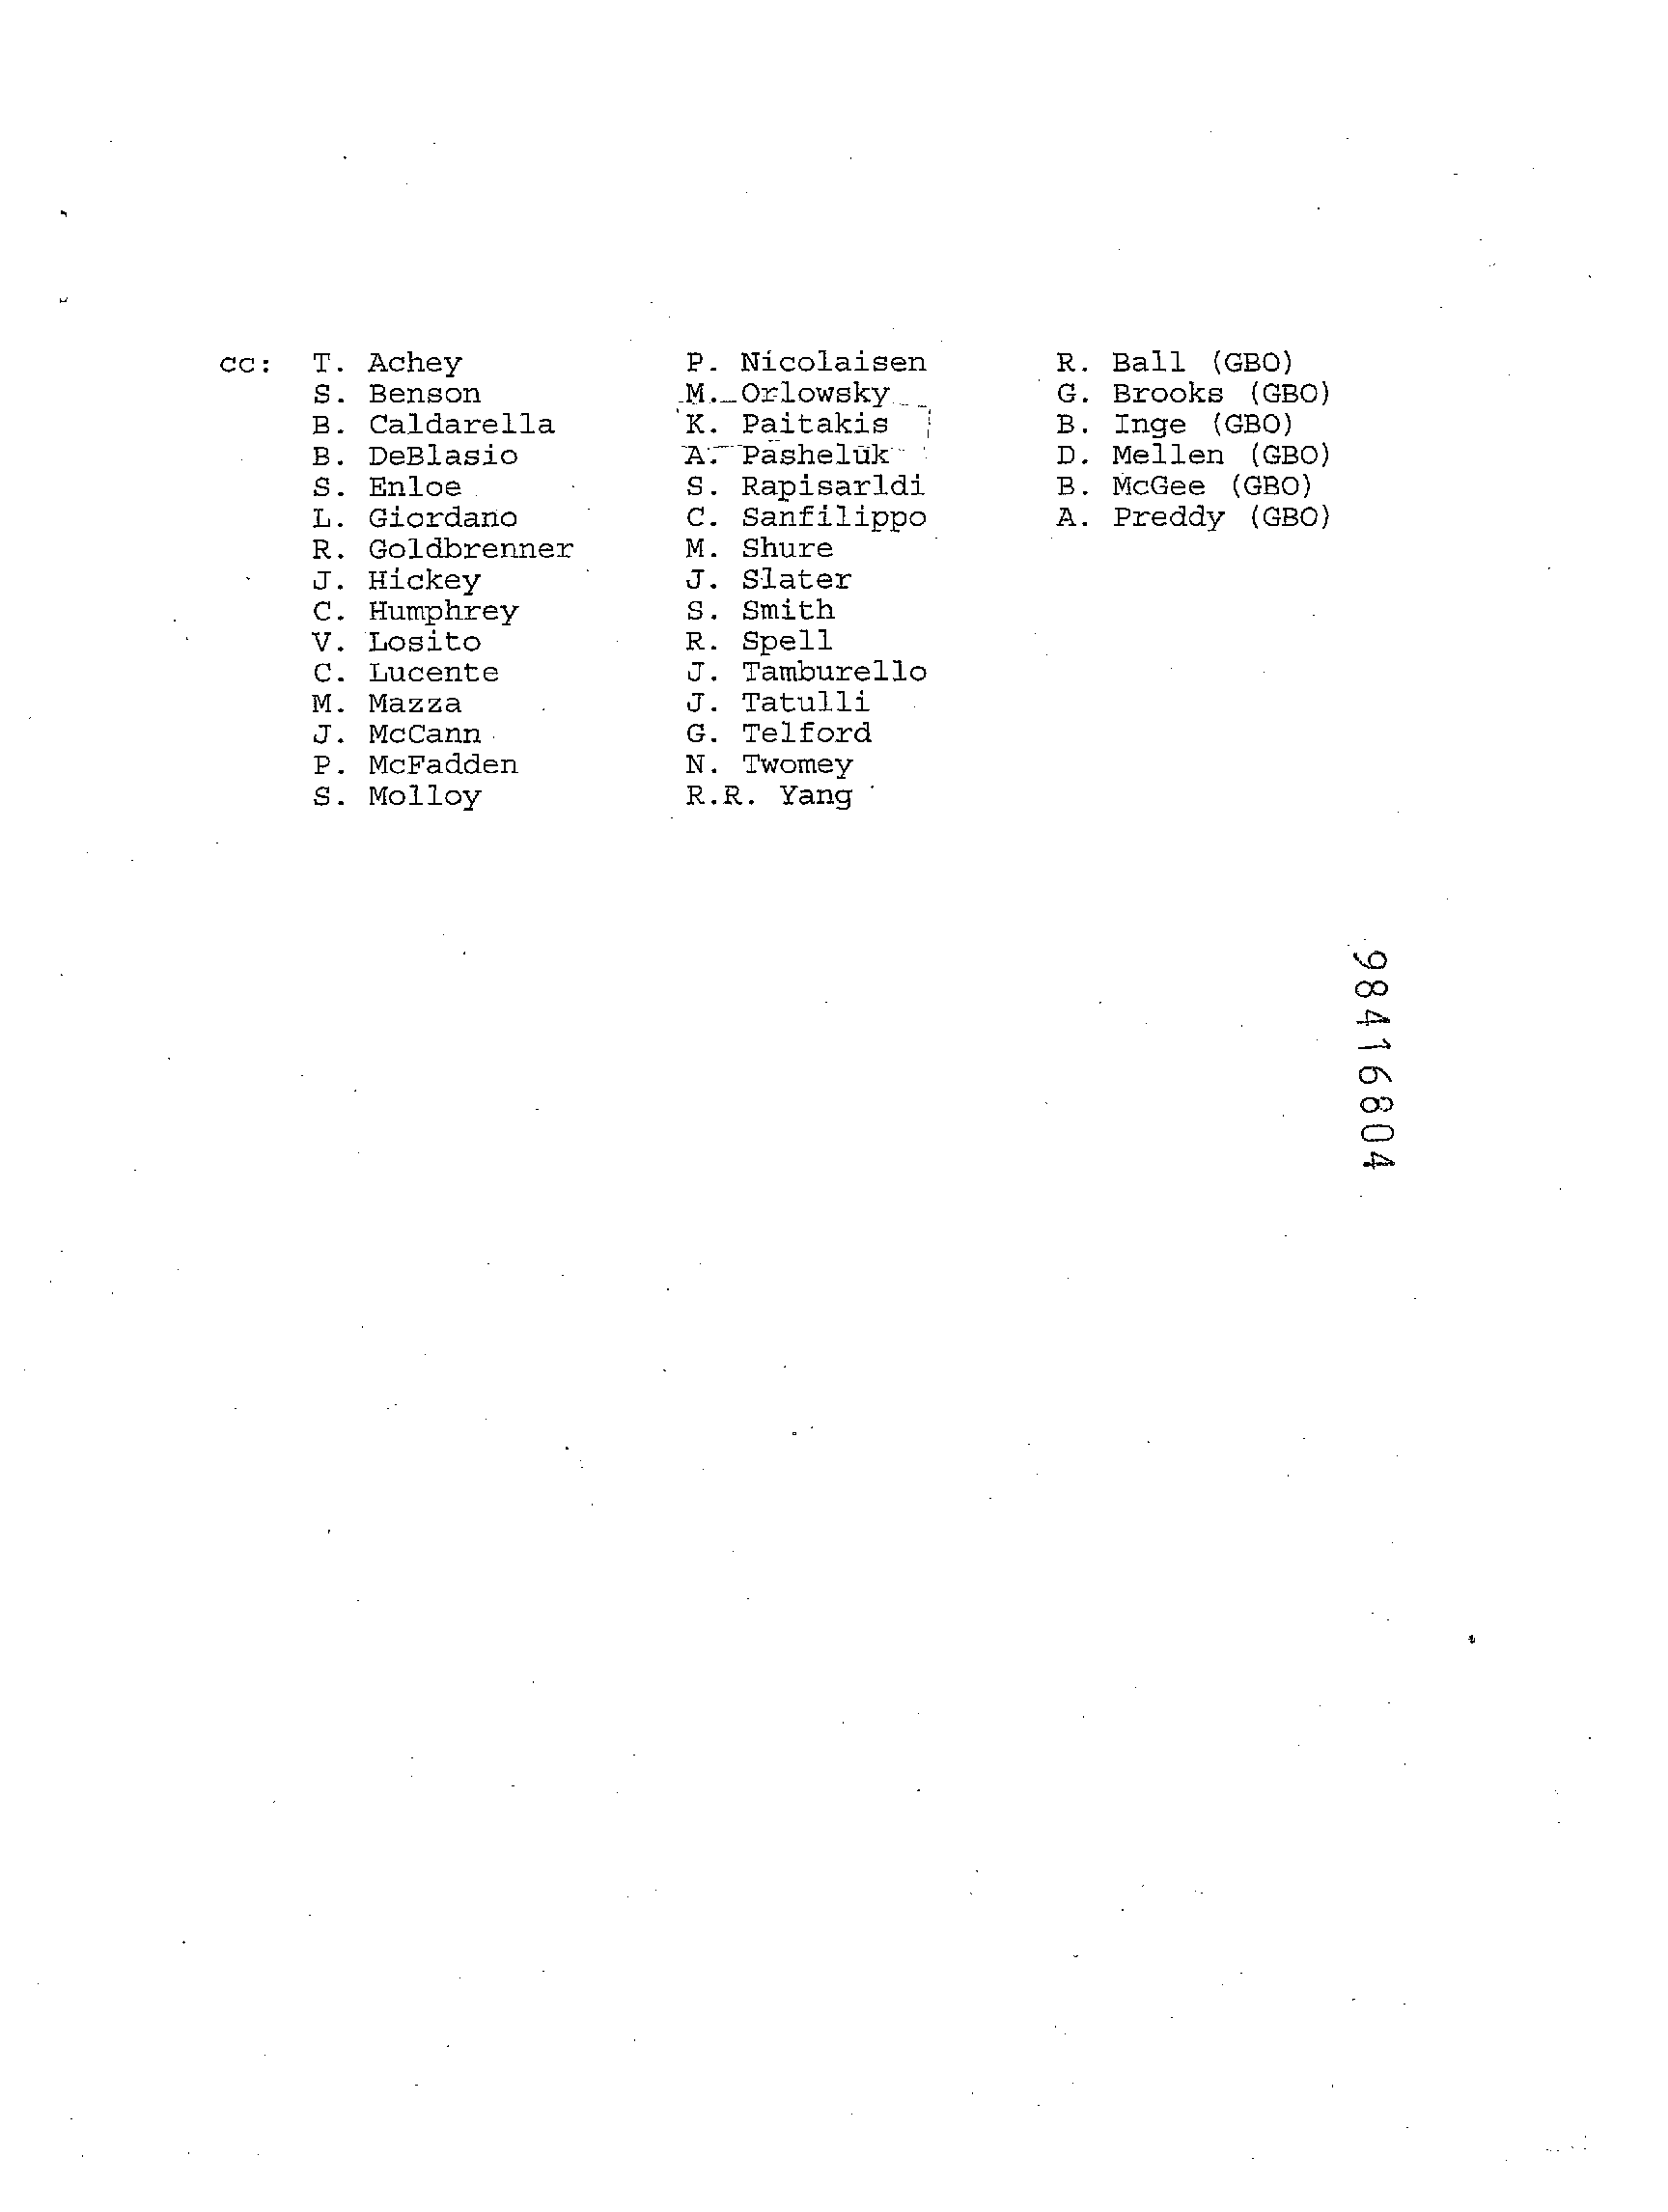 cc: T. Achey P. Nicolaisen R. Ball (GBO)
S. Benson M. Orlowsky G. Brooks (GBO)
B. Caldarella K. Paitakis B. Inge (GBO)
B. DeBlasio A. Pasheluk D. Mellen (GBO)
S. Enloe S. Rapisarldi B. McGee (GBO)
L. Giordano C. Sanfilippo A. Preddy (GBO)
R. Goldbrenner M. Shure
J. Hickey J. Slater
C. Humphrey S. Smith
V. Losito R. Spell
C. Lucente J. Tamburello
M. Mazza J. Tatulli
J. McCann G. Telford
P. McFadden N. Twomey
S. Molloy R.R. Yang
98416804